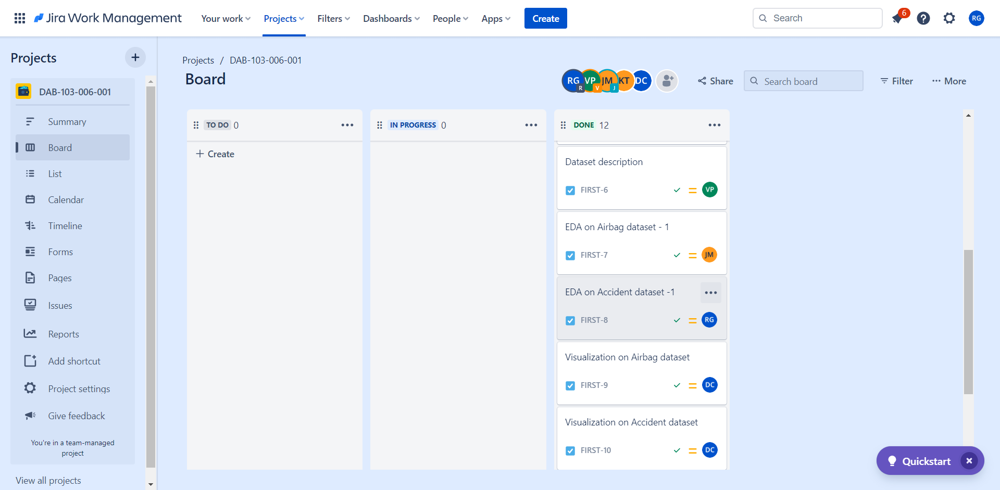 Jira Work Management
Your work
Projects
Filters
Dashboards
People
Apps
Create
Search
6
RG
Projects
DAB-103-006-001
Summary
Board
List
Calendar
Timeline
Forms
Pages
Issues
Reports
Add shortcut
Project settings
Give feedback
You're in a team-managed
project
View all projects
Projects / DAB-103-006-001
Board
RG
R
VP
V
JM
J
KT
DC
Share
Search board
Filter
More
TO DO 0
Create
IN PROGRESS 0
DONE 12
Dataset description
FIRST-6
VP
EDA on Airbag dataset - 1
FIRST-7
JM
EDA on Accident dataset -1
FIRST-8
RG
Visualization on Airbag dataset
FIRST-9
DC
Visualization on Accident dataset
FIRST-10
DC
Quickstart